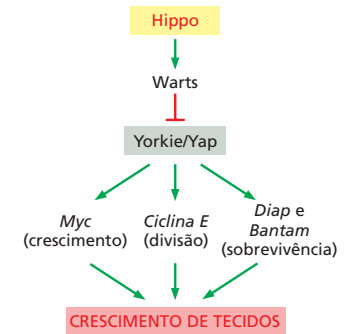 Hippo
Warts
Yorkie/Yap
Myc
(crescimento)
Ciclina E
(divisão)
Diap e
Bantam
(sobrevivência)
CRESCIMENTO DE TECIDOS